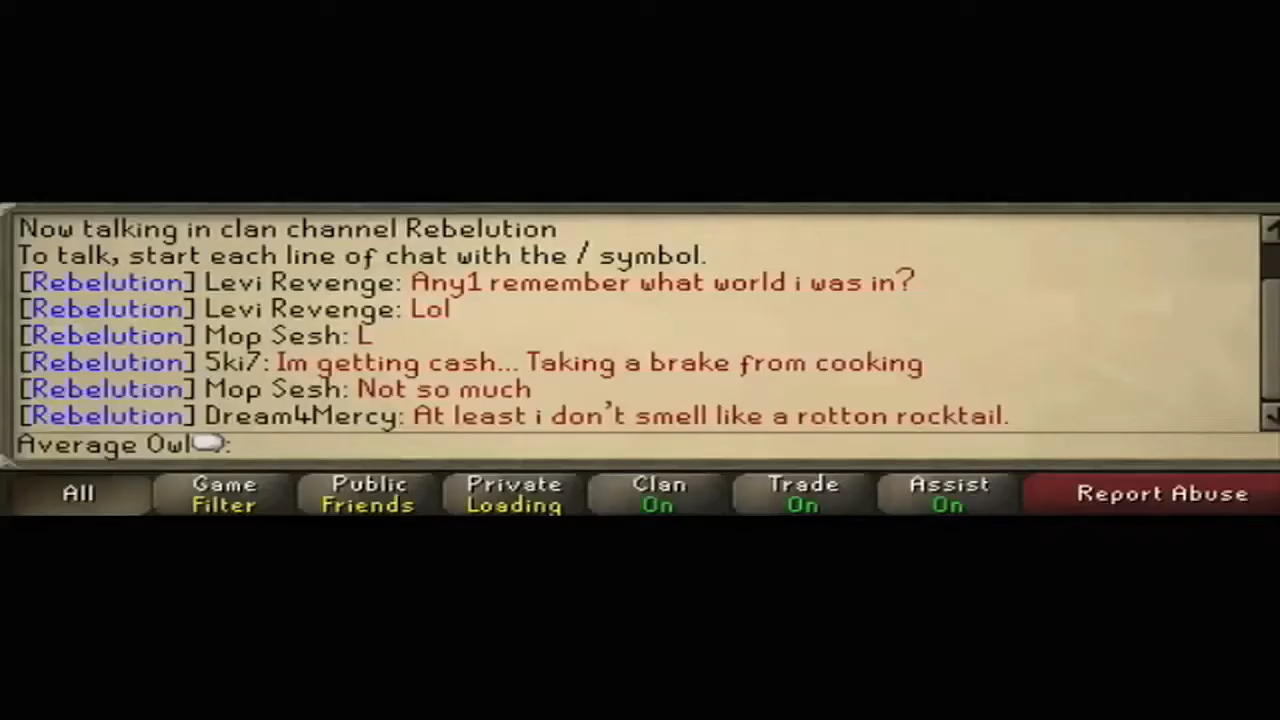 Now talking in clan channel Rebelution
To talk, start each line of chat with the / symbol.
[Rebelution] Levi Revenge: Any1 remember what world i was in?
[Rebelution] Levi Revenge: Lol
[Rebelution] Mop Sesh: L
[Rebelution] Ski7: Im getting cash... Taking a brake from cooking
[Rebelution] Mop Sesh: Not so much
[Rebelution] Dream4Mercy: At least i don't smell like a rotton rocktail.
Average Owl:
All Game Public Private Clan Trade Assist Report Abuse
Filter Friends Loading On On On